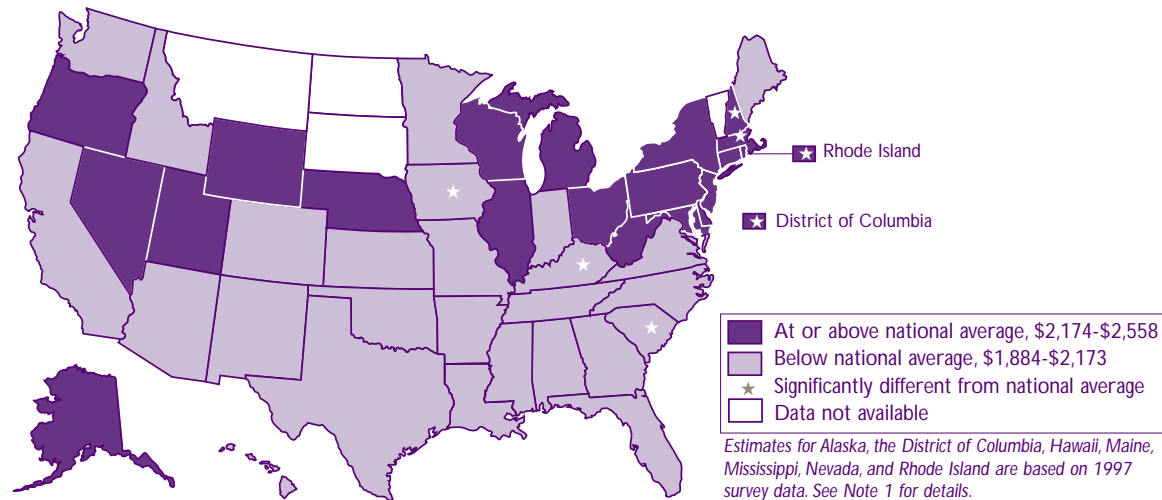 Rhode Island
District of Columbia
At or above national average, $2,174-$2,558
Below national average, $1,884-$2,173
Significantly different from national average
Data not available
Estimates for Alaska, the District of Columbia, Hawaii, Maine,
Mississippi, Nevada, and Rhode Island are based on 1997
survey data. See Note 1 for details.